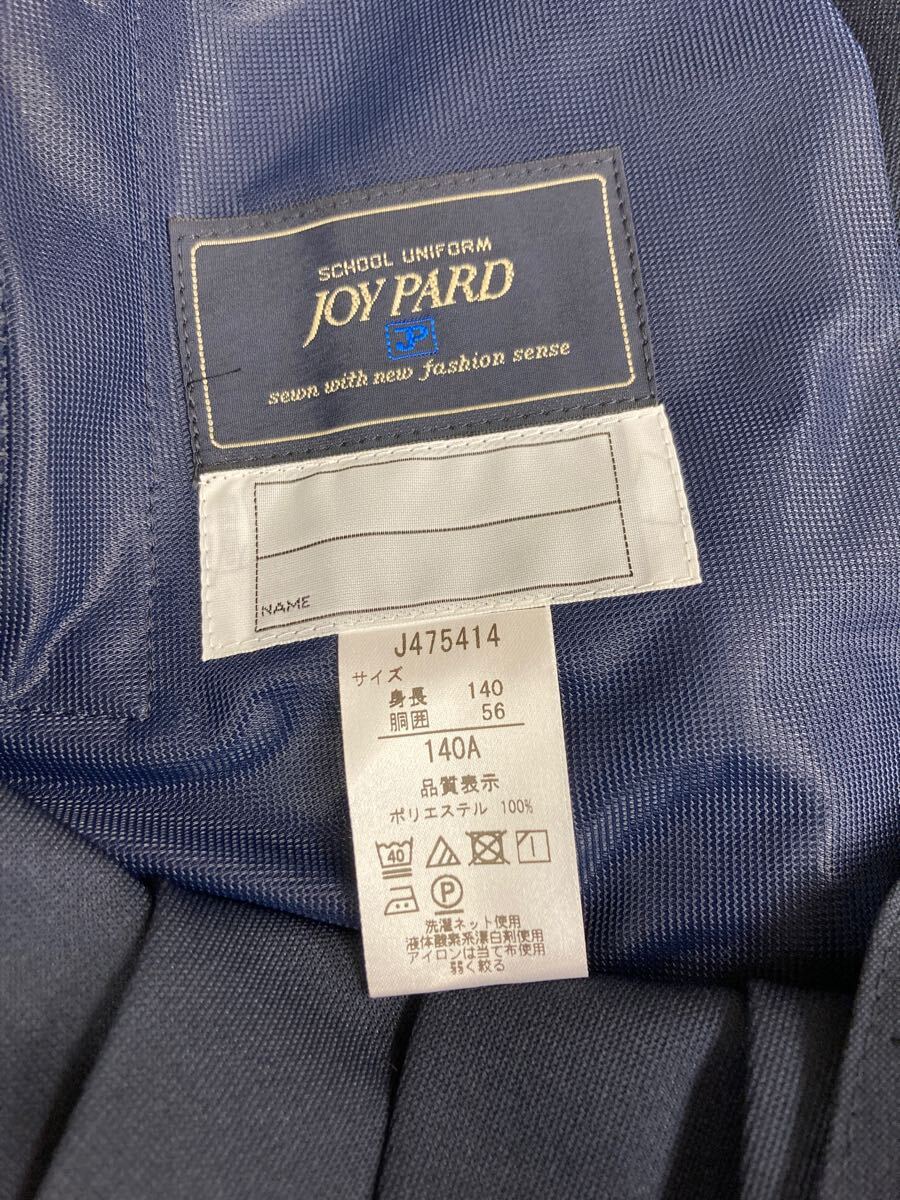 SCHOOL UNIFORM
JOY PARD
JP
sewn with new fashion sense
NAME
J475414
サイズ
身長 140
胴囲 56
140A
品質表示
ポリエステル 100%
40
P
洗濯ネット使用
液体酸素系漂白剤使用
アイロンは当て布使用
弱く絞る